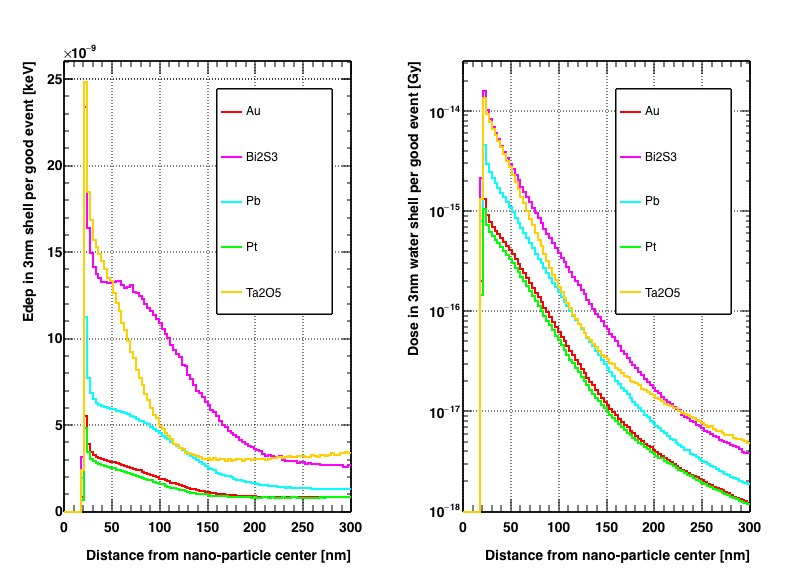 ×10⁻⁹
Edep in 3nm shell per good event [keV]
25
20
15
10
5
0
0 50 100 150 200 250 300
Distance from nano-particle center [nm]
Au
Bi2S3
Pb
Pt
Ta2O5
Dose in 3nm water shell per good event [Gy]
10⁻¹⁴
10⁻¹⁵
10⁻¹⁶
10⁻¹⁷
10⁻¹⁸
0 50 100 150 200 250 300
Distance from nano-particle center [nm]
Au
Bi2S3
Pb
Pt
Ta2O5